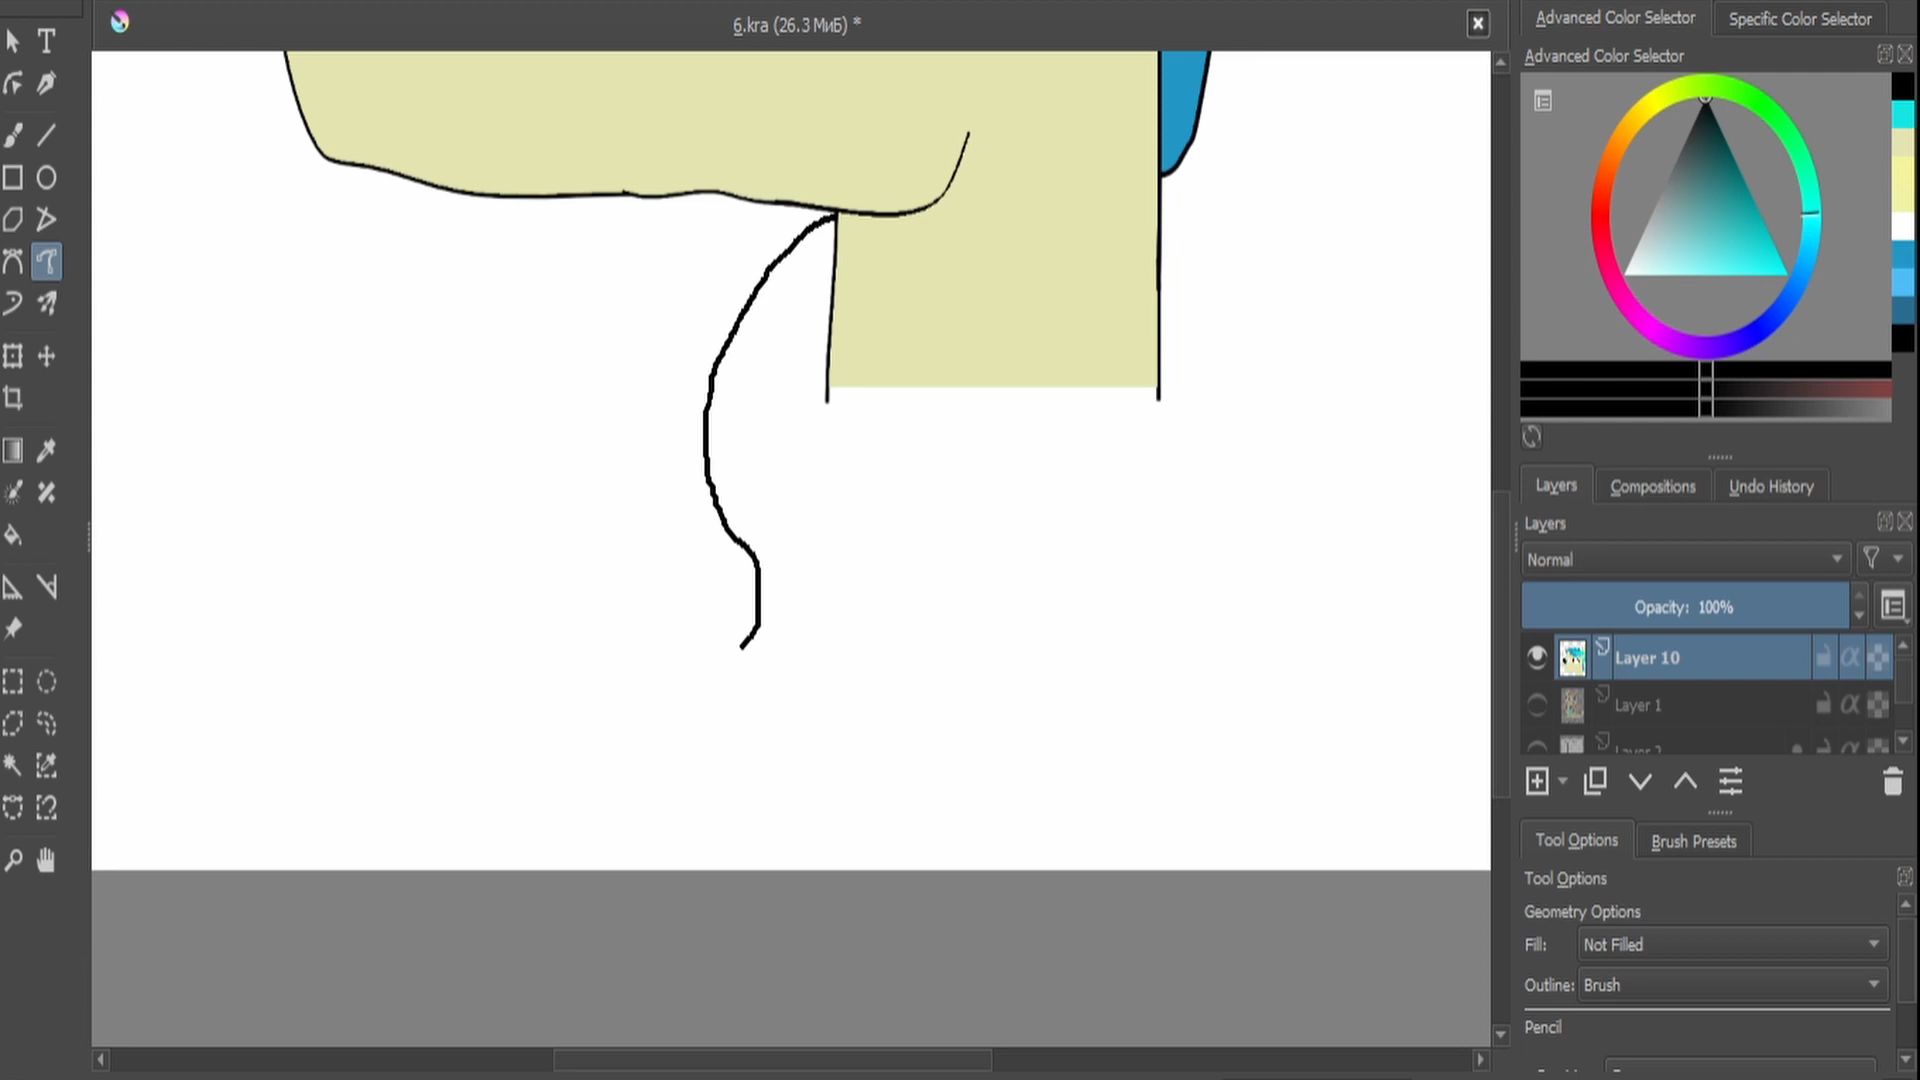 6.kra (26.3 МиБ) *
Advanced Color Selector
Specific Color Selector
Advanced Color Selector
Layers
Compositions
Undo History
Layers
Normal
Opacity: 100%
Layer 10
Layer 1
Layer 2
Tool Options
Brush Presets
Tool Options
Geometry Options
Fill:
Not Filled
Outline:
Brush
Pencil